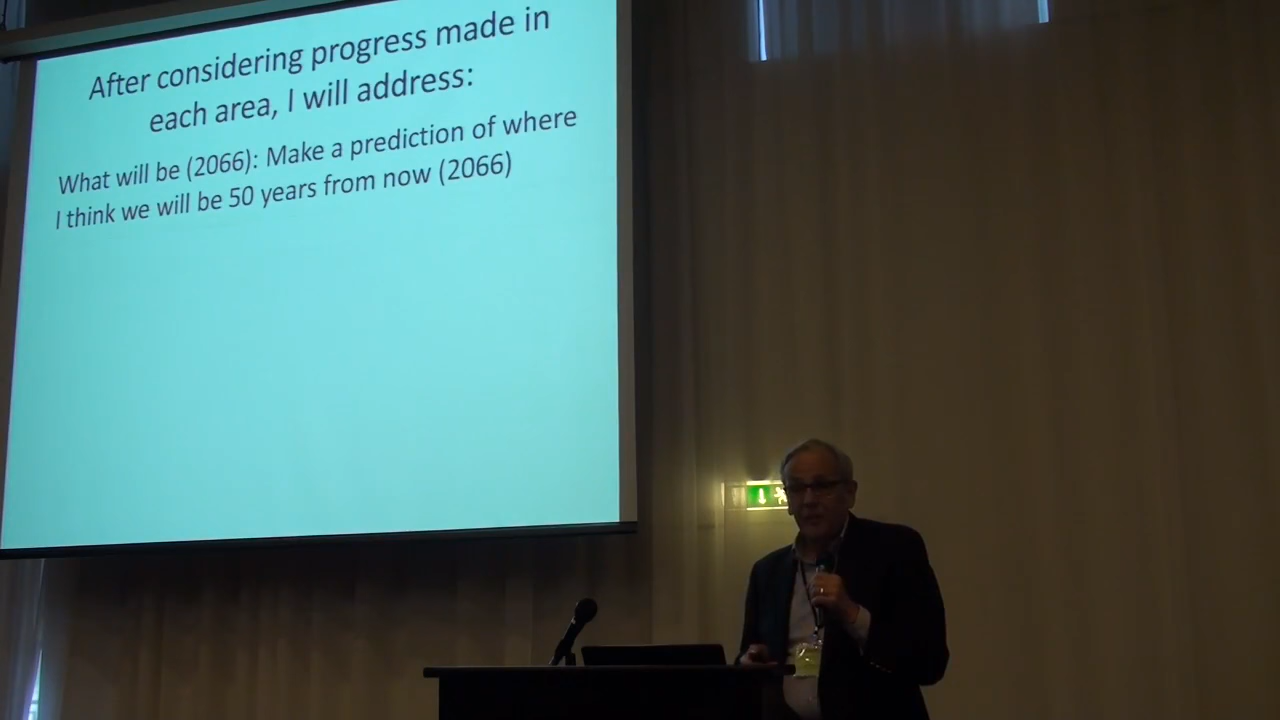 After considering progress made in
each area, I will address:
What will be (2066): Make a prediction of where
I think we will be 50 years from now (2066)